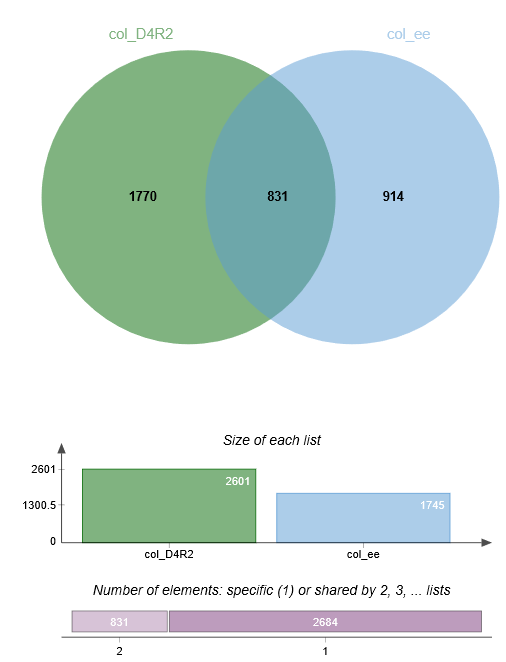 col_D4R2 col_ee
1770 831 914
Size of each list
2601
1300.5
0
2601
1745
col_D4R2 col_ee
Number of elements: specific (1) or shared by 2, 3, ... lists
831 2684
2 1